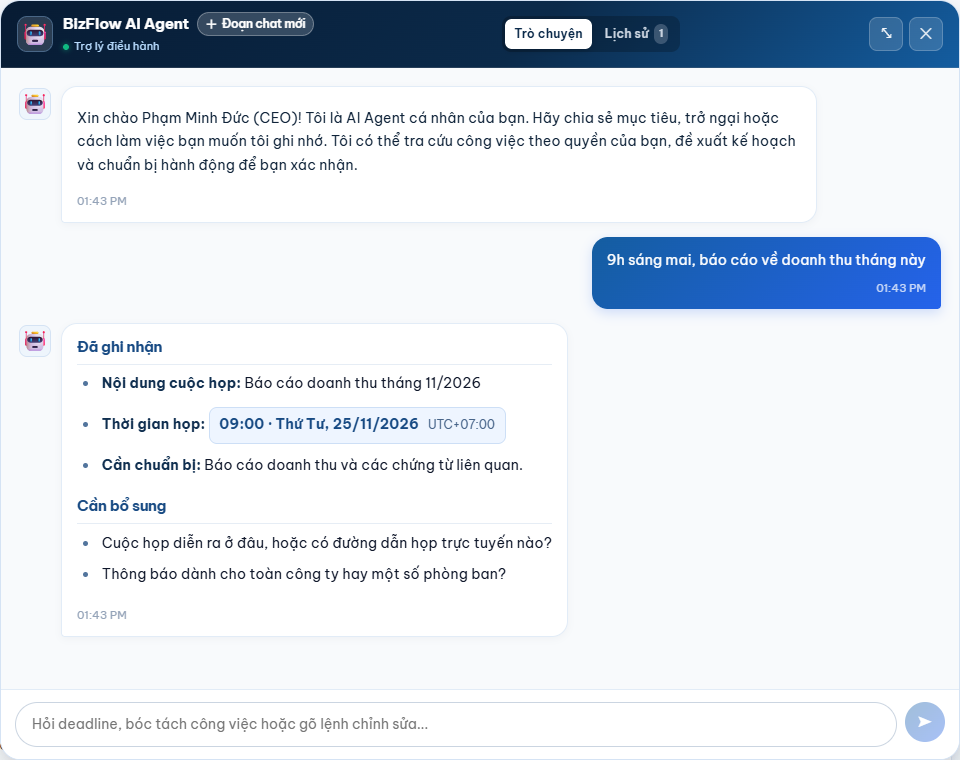 BizFlow AI Agent
+ Đoạn chat mới
Trợ lý điều hành
Trò chuyện
Lịch sử 1
Xin chào Phạm Minh Đức (CEO)! Tôi là AI Agent cá nhân của bạn. Hãy chia sẻ mục tiêu, trở ngại hoặc
cách làm việc bạn muốn tôi ghi nhớ. Tôi có thể tra cứu công việc theo quyền của bạn, đề xuất kế hoạch
và chuẩn bị hành động để bạn xác nhận.
01:43 PM
9h sáng mai, báo cáo về doanh thu tháng này
01:43 PM
Đã ghi nhận
• Nội dung cuộc họp: Báo cáo doanh thu tháng 11/2026
• Thời gian họp: 09:00 · Thứ Tư, 25/11/2026 UTC+07:00
• Cần chuẩn bị: Báo cáo doanh thu và các chứng từ liên quan.
Cần bổ sung
• Cuộc họp diễn ra ở đâu, hoặc có đường dẫn họp trực tuyến nào?
• Thông báo dành cho toàn công ty hay một số phòng ban?
01:43 PM
Hỏi deadline, bóc tách công việc hoặc gõ lệnh chỉnh sửa...